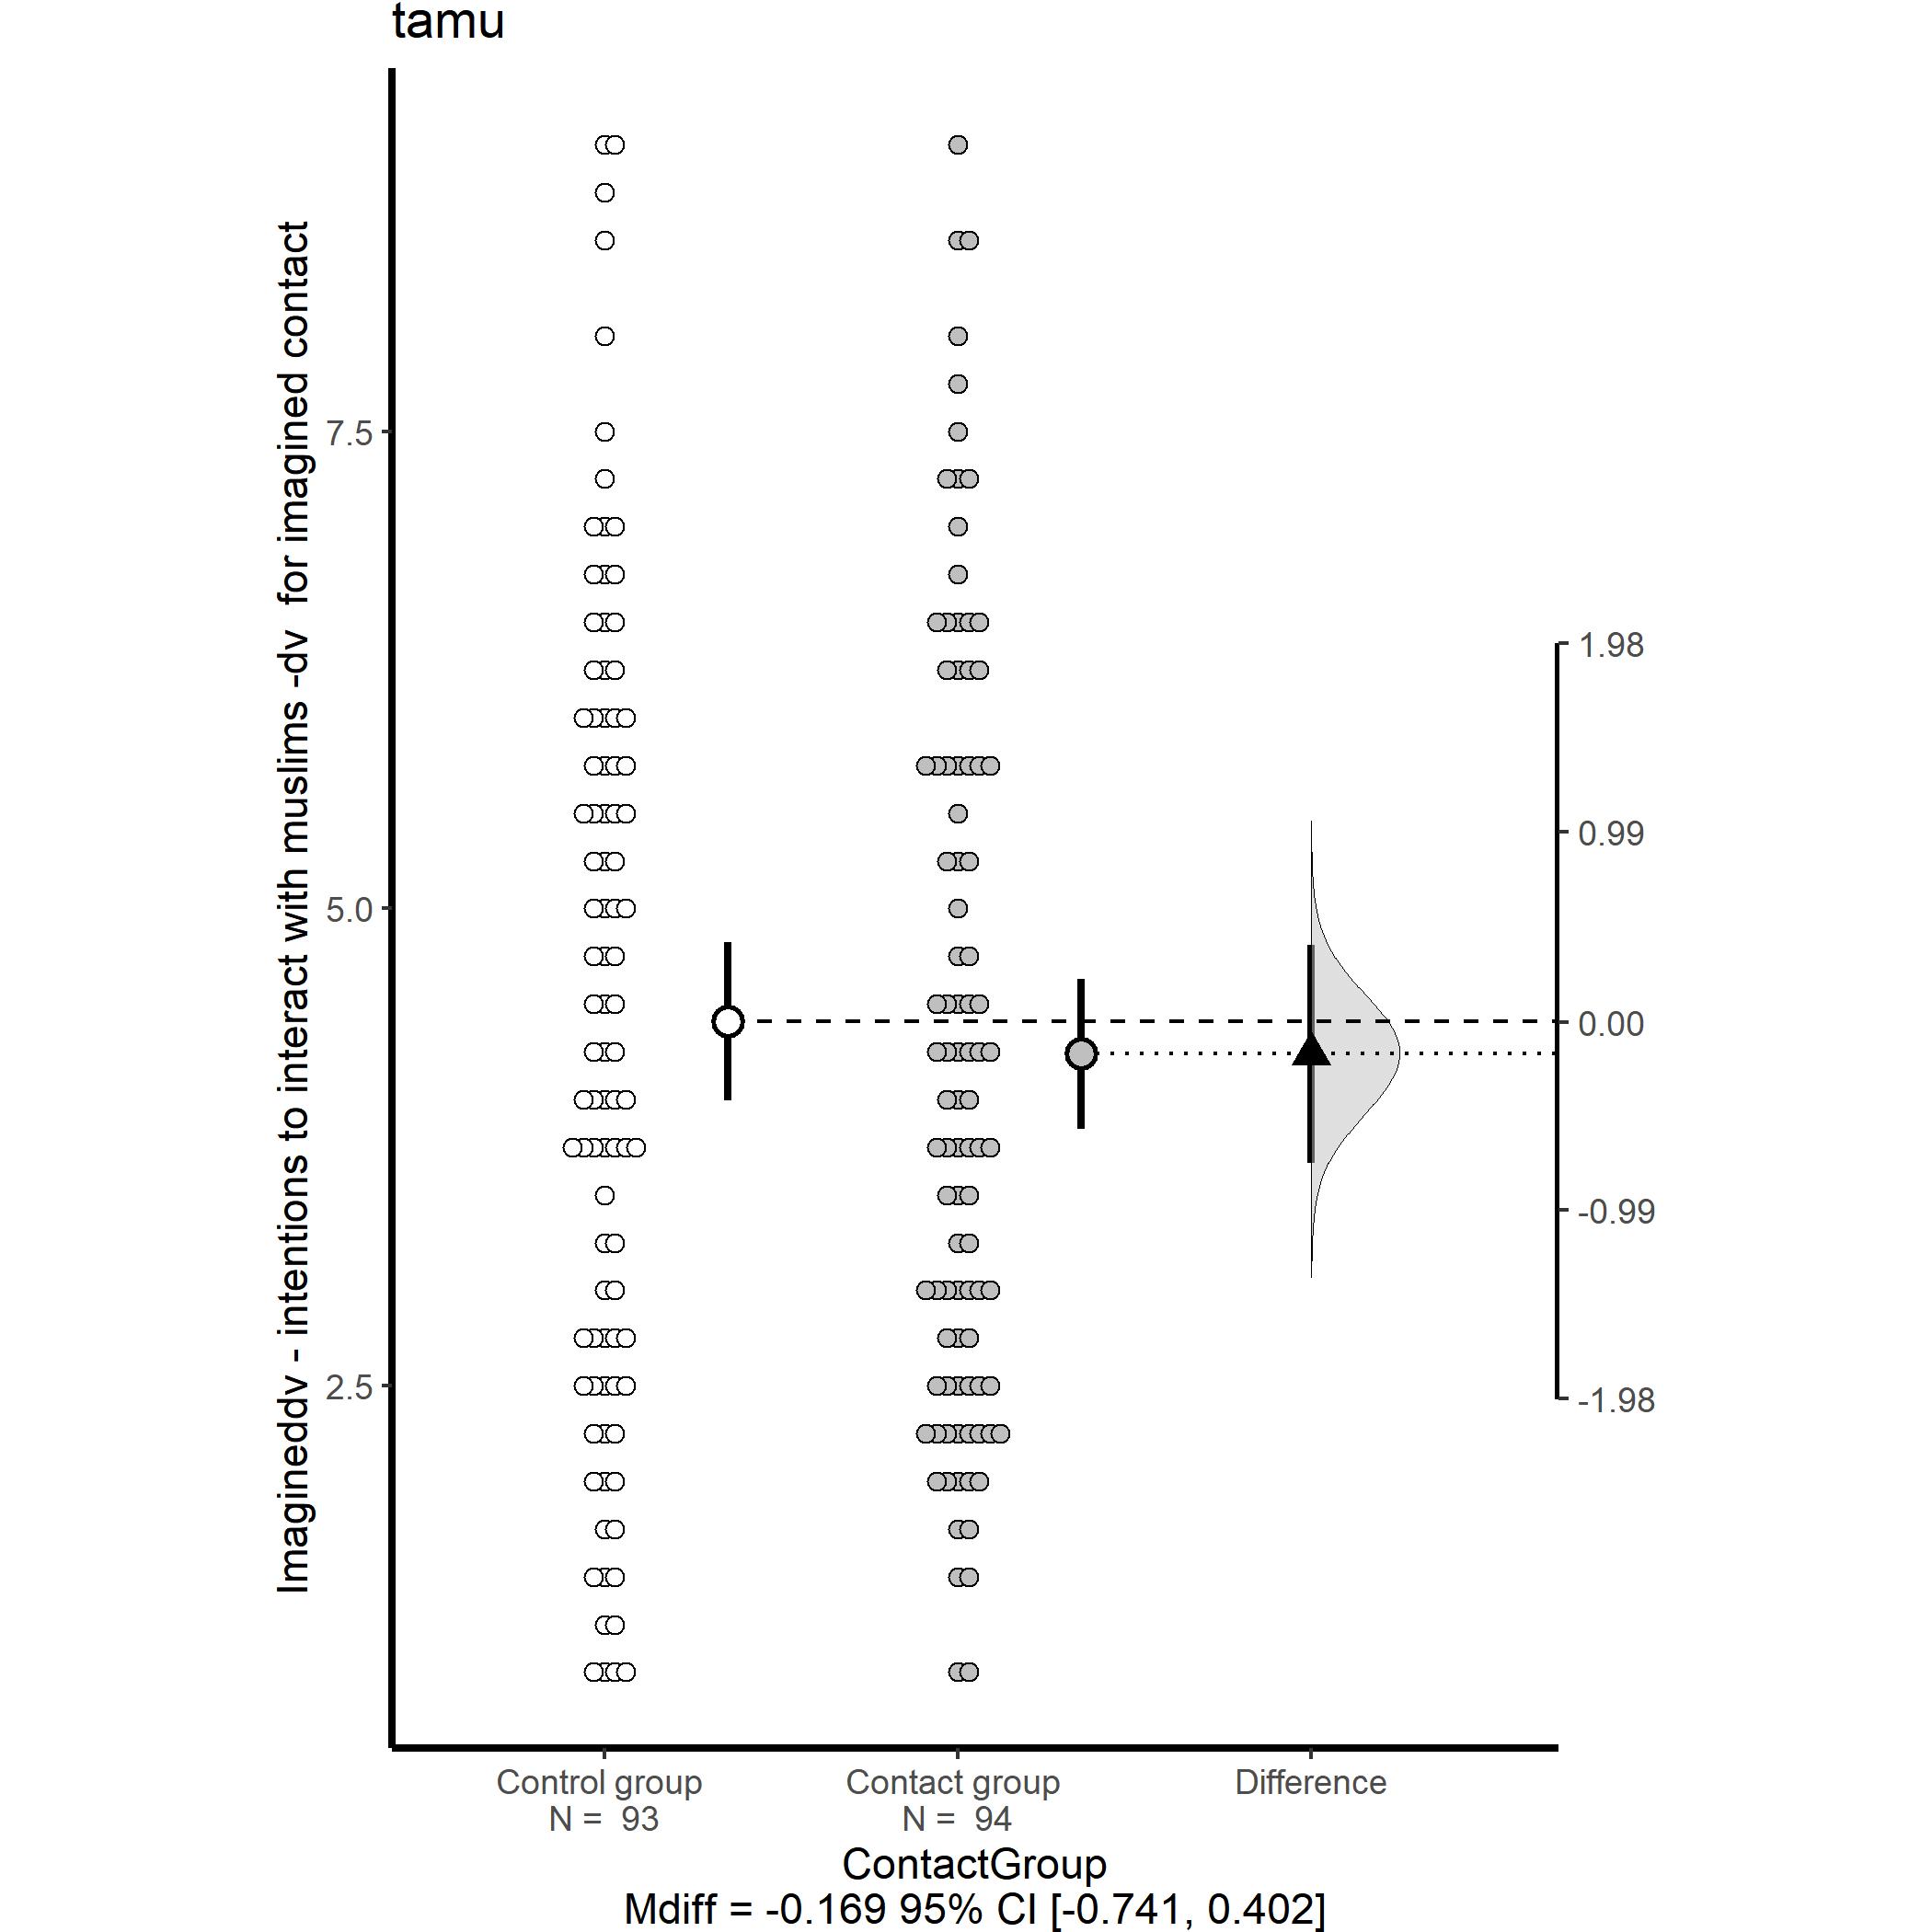 tamu
Imagineddv - intentions to interact with muslims -dv  for imagined contact
7.5
5.0
2.5
1.98
0.99
0.00
-0.99
-1.98
Control group
N =  93
Contact group
N =  94
Difference
ContactGroup
Mdiff = -0.169 95% CI [-0.741, 0.402]